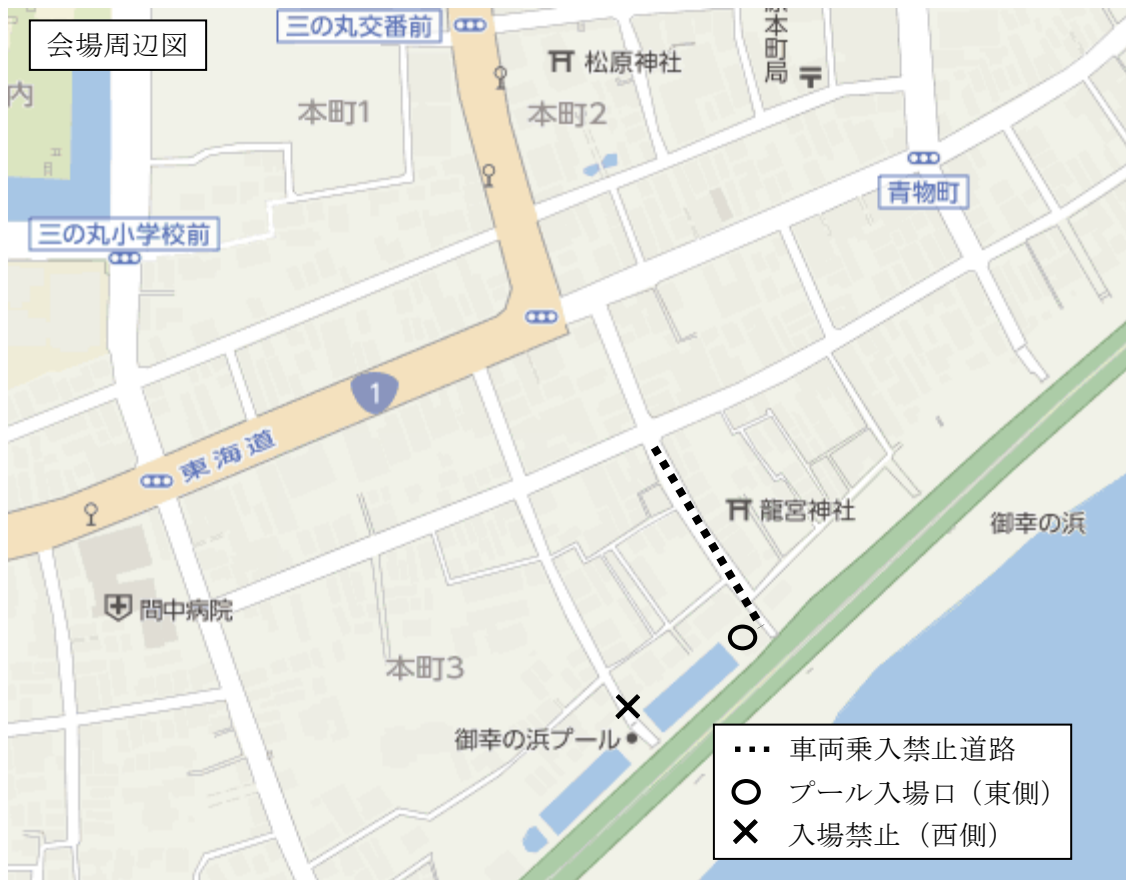 会場周辺図
三の丸交番前
松原神社
本町局
内
本町1
本町2
青物町
三の丸小学校前
1
東海道
龍宮神社
御幸の浜
間中病院
本町3
御幸の浜プール
車両乗入禁止道路
プール入場口（東側）
入場禁止（西側）